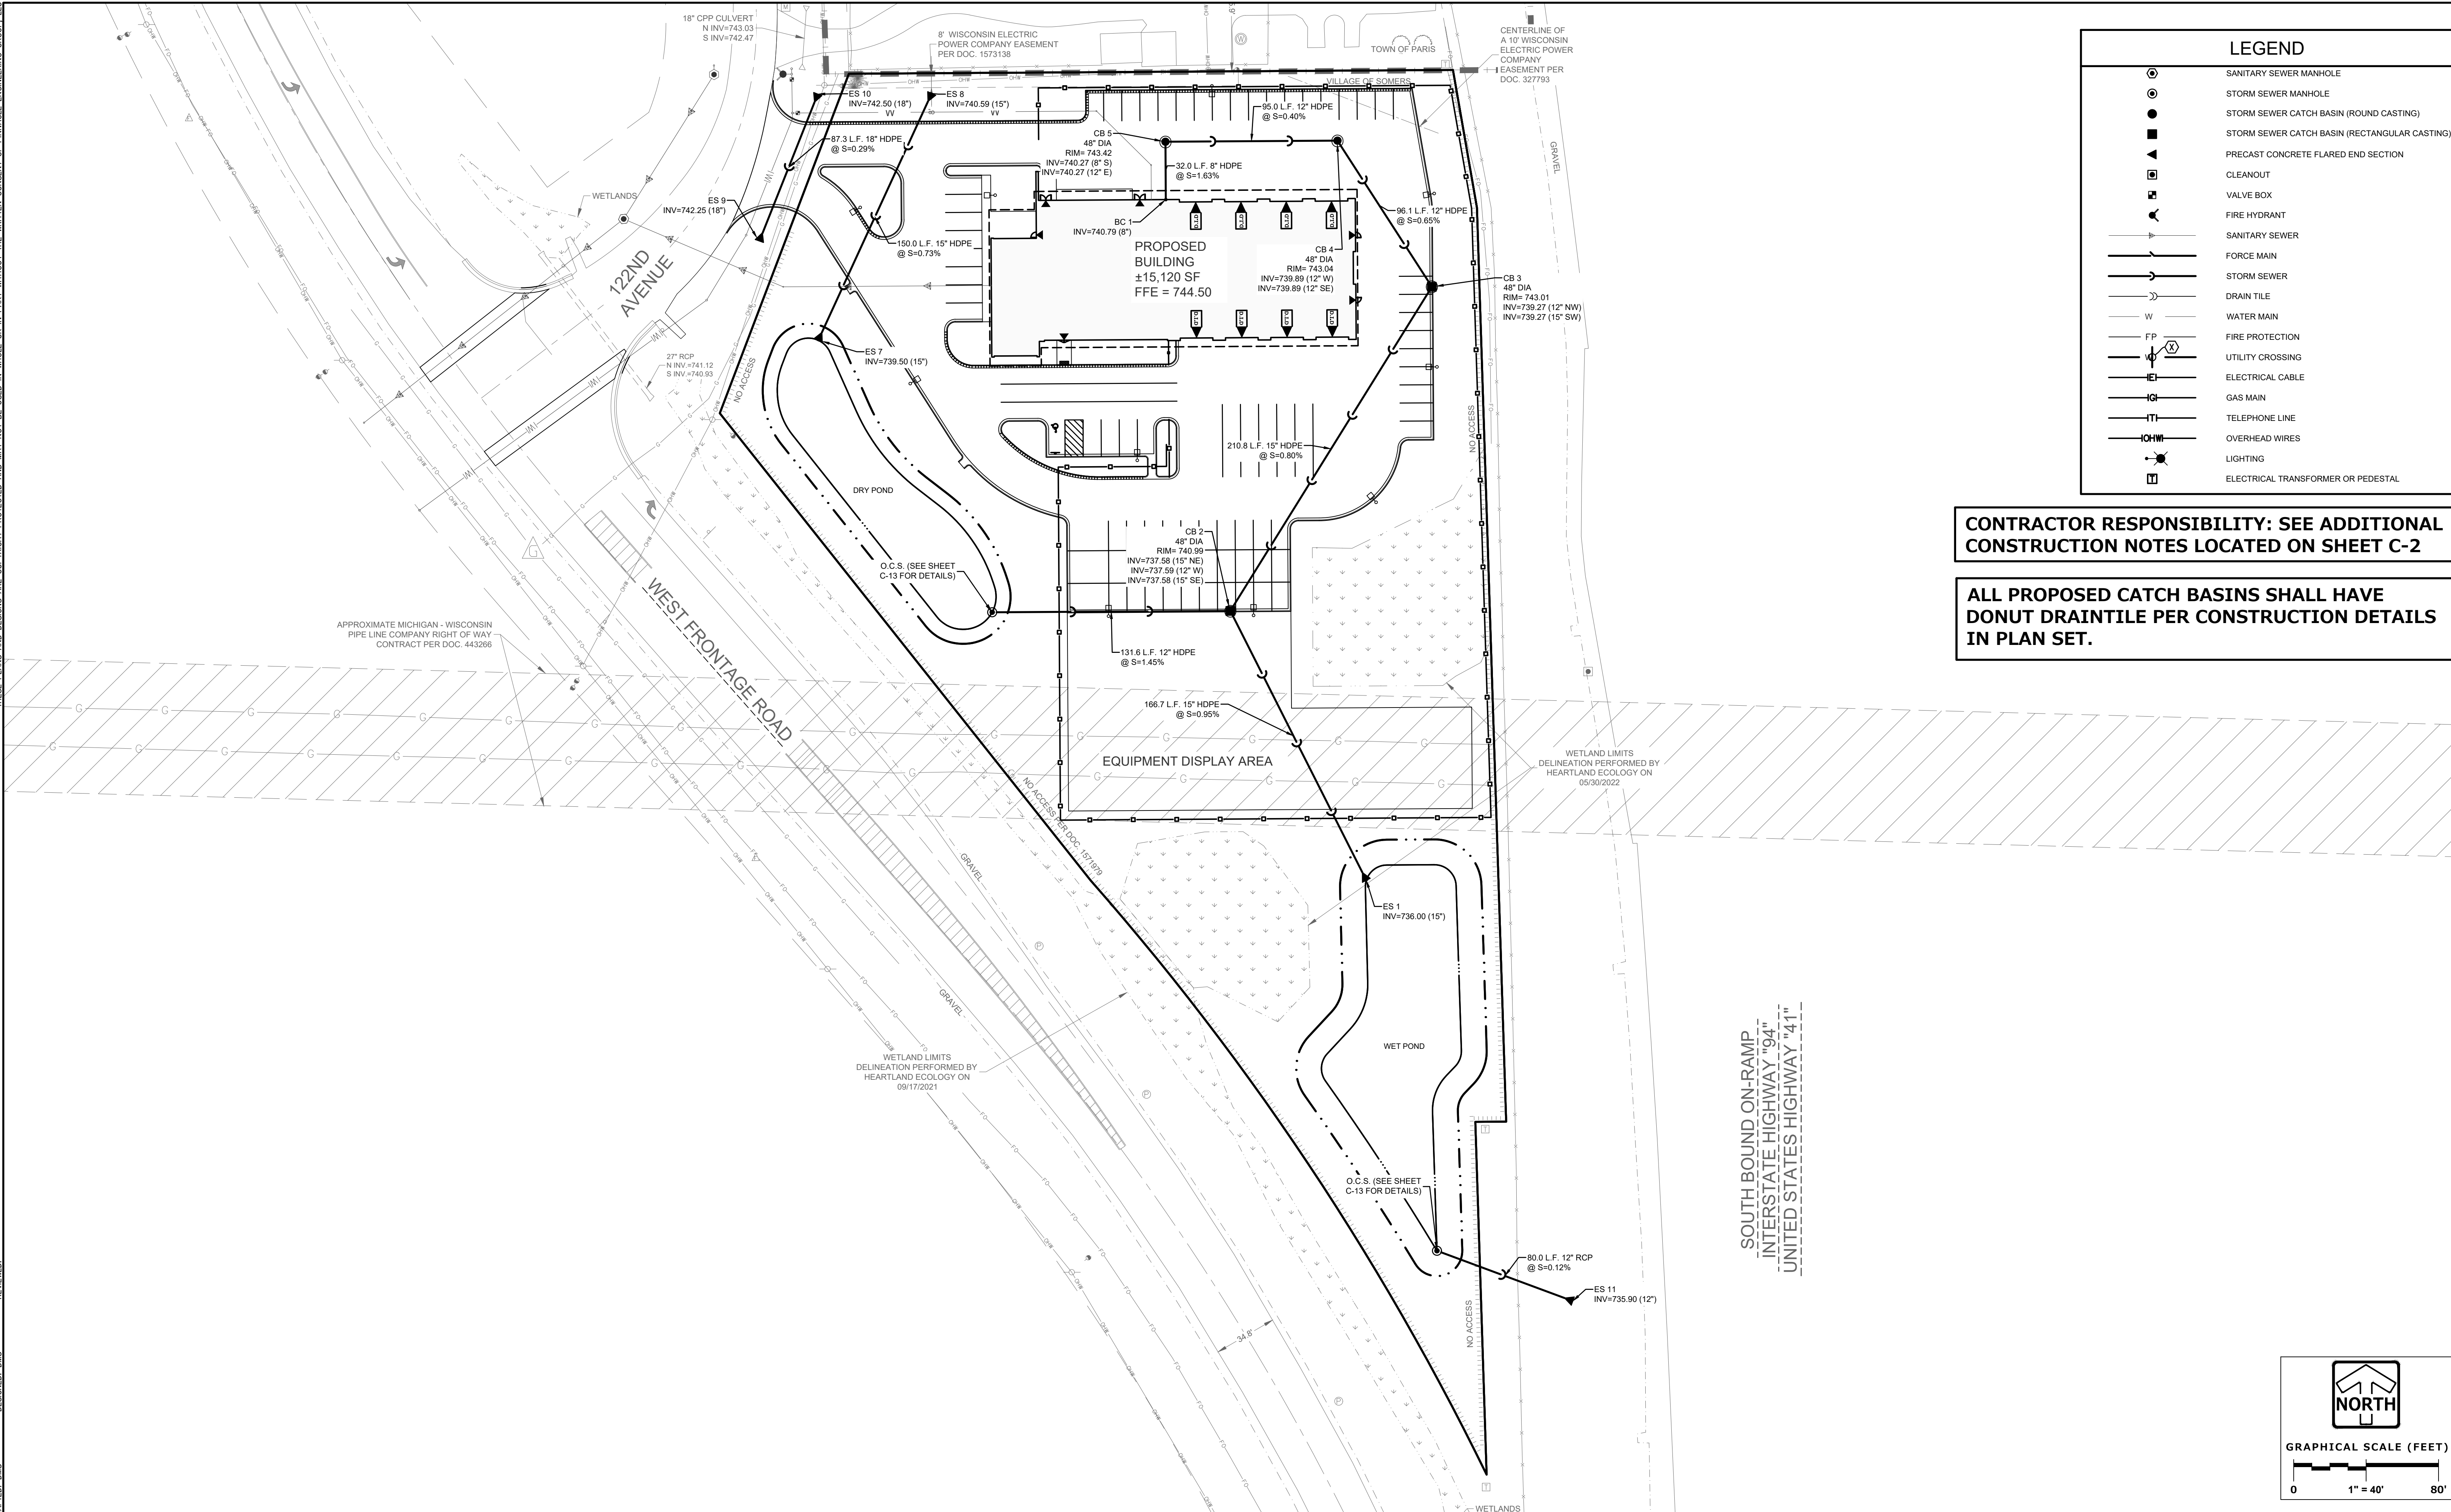 18" CPP CULVERT
N INV=743.03
S INV=742.47
8' WISCONSIN ELECTRIC
POWER COMPANY EASEMENT
PER DOC. 1573138
TOWN OF PARIS
VILLAGE OF SOMERS
CENTERLINE OF
A 10' WISCONSIN
ELECTRIC POWER
COMPANY
EASEMENT PER
DOC. 327793
ES 10
INV=742.50 (18")
ES 8
INV=740.59 (15")
95.0 L.F. 12" HDPE
@ S=0.40%
87.3 L.F. 18" HDPE
@ S=0.29%
CB 5
48" DIA
RIM= 743.42
INV=740.27 (8" S)
INV=740.27 (12" E)
32.0 L.F. 8" HDPE
@ S=1.63%
GRAVEL
WETLANDS
ES 9
INV=742.25 (18")
BC 1
INV=740.79 (8")
96.1 L.F. 12" HDPE
@ S=0.65%
150.0 L.F. 15" HDPE
@ S=0.73%
PROPOSED
BUILDING
±15,120 SF
FFE = 744.50
CB 4
48" DIA
RIM= 743.04
INV=739.89 (12" W)
INV=739.89 (12" SE)
CB 3
48" DIA
RIM= 743.01
INV=739.27 (12" NW)
INV=739.27 (15" SW)
O.T.O
O.T.O
O.T.O
O.T.O
O.T.O
O.T.O
O.T.O
O.T.O
122ND
AVENUE
ES 7
INV=739.50 (15")
27" RCP
N INV.=741.12
S INV.=740.93
NO ACCESS
NO ACCESS
210.8 L.F. 15" HDPE
@ S=0.80%
DRY POND
CB 2
48" DIA
RIM= 740.99
INV=737.58 (15" NE)
INV=737.59 (12" W)
INV=737.58 (15" SE)
O.C.S. (SEE SHEET
C-13 FOR DETAILS)
WEST FRONTAGE ROAD
APPROXIMATE MICHIGAN - WISCONSIN
PIPE LINE COMPANY RIGHT OF WAY
CONTRACT PER DOC. 443266
131.6 L.F. 12" HDPE
@ S=1.45%
166.7 L.F. 15" HDPE
@ S=0.95%
EQUIPMENT DISPLAY AREA
WETLAND LIMITS
DELINEATION PERFORMED BY
HEARTLAND ECOLOGY ON
05/30/2022
NO ACCESS PER DOC. 1571979
GRAVEL
ES 1
INV=736.00 (15")
GRAVEL
WET POND
WETLAND LIMITS
DELINEATION PERFORMED BY
HEARTLAND ECOLOGY ON
09/17/2021
SOUTH BOUND ON-RAMP
INTERSTATE HIGHWAY "94"
UNITED STATES HIGHWAY "41"
O.C.S. (SEE SHEET
C-13 FOR DETAILS)
80.0 L.F. 12" RCP
@ S=0.12%
ES 11
INV=735.90 (12")
NO ACCESS
34.8'
WETLANDS
LEGEND
SANITARY SEWER MANHOLE
STORM SEWER MANHOLE
STORM SEWER CATCH BASIN (ROUND CASTING)
STORM SEWER CATCH BASIN (RECTANGULAR CASTING)
PRECAST CONCRETE FLARED END SECTION
CLEANOUT
VALVE BOX
FIRE HYDRANT
SANITARY SEWER
FORCE MAIN
STORM SEWER
DRAIN TILE
W WATER MAIN
FP FIRE PROTECTION
X UTILITY CROSSING
E ELECTRICAL CABLE
G GAS MAIN
T TELEPHONE LINE
OHW OVERHEAD WIRES
LIGHTING
T ELECTRICAL TRANSFORMER OR PEDESTAL
CONTRACTOR RESPONSIBILITY: SEE ADDITIONAL
CONSTRUCTION NOTES LOCATED ON SHEET C-2
ALL PROPOSED CATCH BASINS SHALL HAVE
DONUT DRAINTILE PER CONSTRUCTION DETAILS
IN PLAN SET.
NORTH
GRAPHICAL SCALE (FEET)
0 1" = 40' 80'